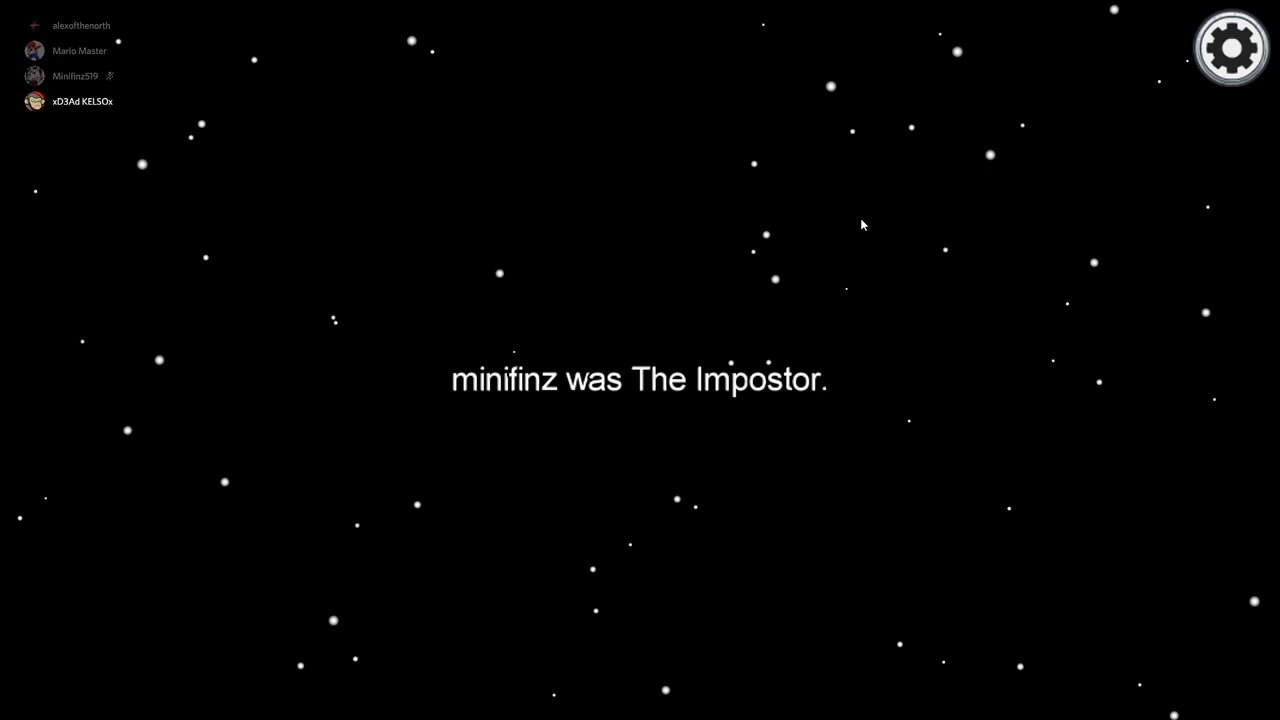 alexofthenorth
Mario Master
Minifinz519
xD3Ad KELSOx
minifinz was The Impostor.